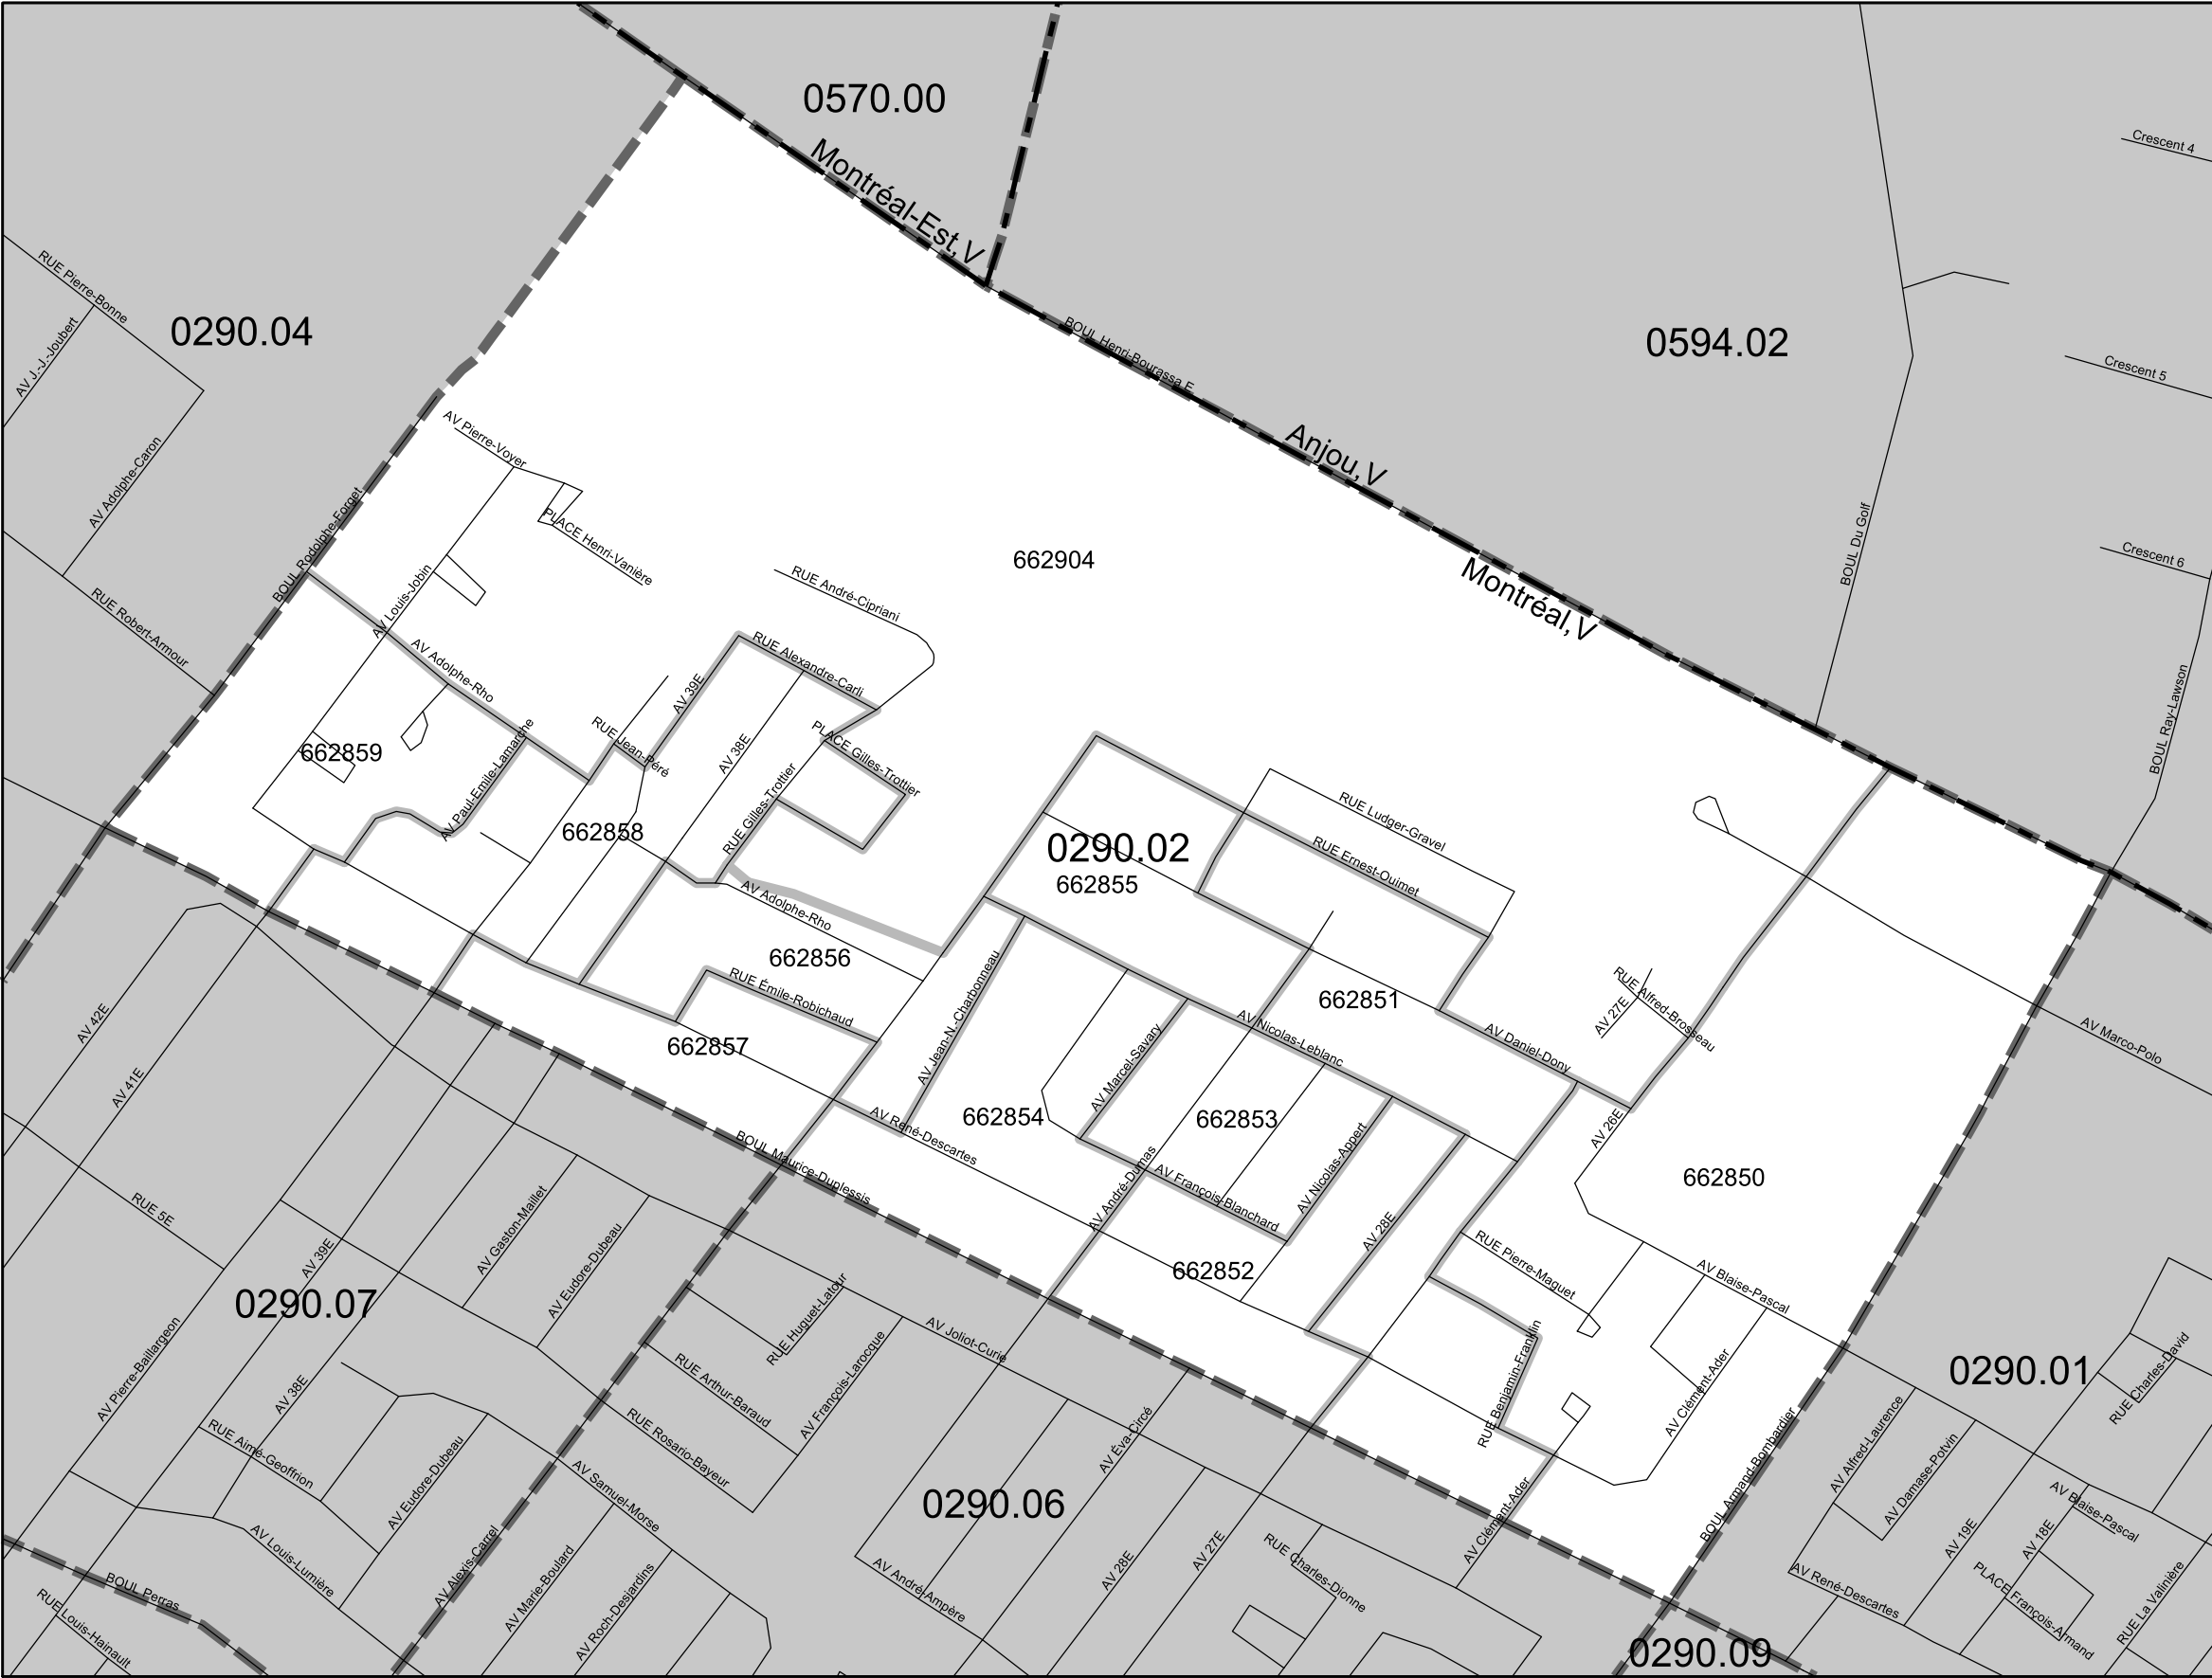 0570.00
Crescent 4
Montréal-Est,V
RUE Pierre-Bonne
0290.04
AV J.-J.-Joubert
BOUL Henri-Bourassa E
0594.02
Crescent 5
AV Adolphe-Caron
AV Pierre-Voyer
Anjou,V
BOUL Rodolphe-Forget
PLACE Henri-Vanière
662904
BOUL Du Golf
Crescent 6
Montréal,V
RUE Robert-Armour
AV Louis-Jobin
RUE André-Cipriani
AV Adolphe-Rho
RUE Alexandre-Carli
AV 39E
BOUL Ray-Lawson
RUE Jean-Péré
AV 38E
PLACE Gilles-Trottier
662859
AV Paul-Emile-Lamarche
662858
RUE Gilles-Trottier
RUE Ludger-Gravel
0290.02
662855
RUE Ernest-Ouimet
AV Adolphe-Rho
662856
RUE Émile-Robichaud
662857
AV Jean-N.-Charbonneau
662851
RUE Alfred-Brosseau
AV 27E
AV Marco-Polo
AV Nicolas-Leblanc
AV Daniel-Dony
AV 42E
AV 41E
AV Marcel-Savary
662854
662853
AV 26E
AV René-Descartes
BOUL Maurice-Duplessis
AV André-Dumas
AV François-Blanchard
AV Nicolas-Appert
662850
RUE 5E
AV Gaston-Maillet
AV Eudore-Dubeau
AV 39E
AV 28E
662852
RUE Pierre-Maguet
AV Blaise-Pascal
0290.07
RUE Huguet-Latour
AV Joliot-Curie
AV Pierre-Baillargeon
AV 38E
RUE Arthur-Baraud
AV François-Larocque
RUE Benjamin-Franklin
AV Clément-Ader
0290.01
RUE Charles-David
RUE Aimé-Geoffrion
AV Eudore-Dubeau
RUE Rosario-Bayeur
AV Éva-Circé
AV Alfred-Laurence
AV Damase-Potvin
BOUL Armand-Bombardier
AV Samuel-Morse
0290.06
AV Clément-Ader
AV Blaise-Pascal
AV Louis-Lumière
AV Alexis-Carrel
AV Marie-Boulard
AV Roch-Desjardins
AV André-Ampère
AV 28E
AV 27E
RUE Charles-Dionne
AV 19E
AV 18E
AV René-Descartes
PLACE François-Armand
RUE La Valinière
BOUL Perras
RUE Louis-Hainault
0290.09